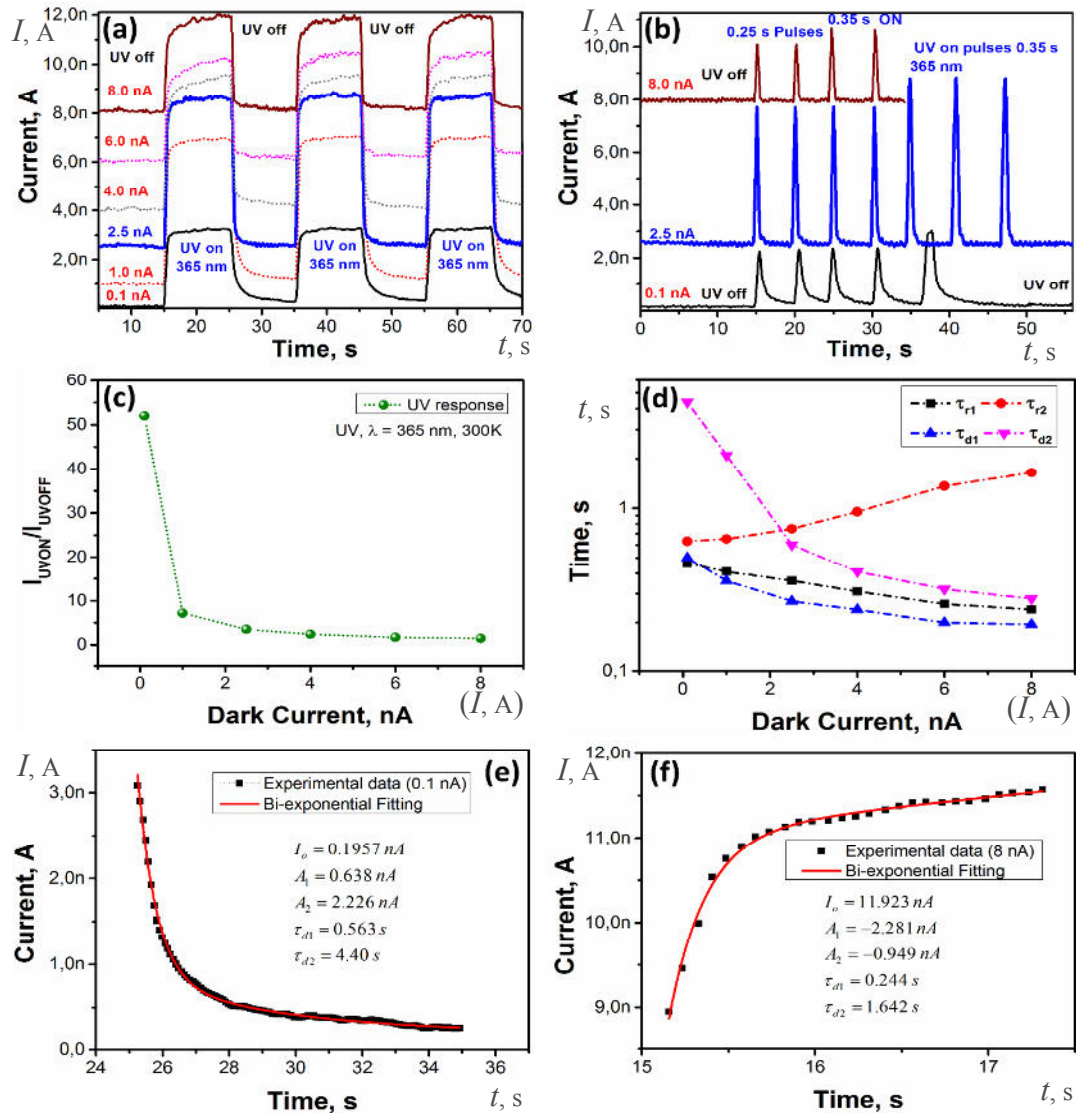 I, A
(a)
UV off
UV off
UV off
Current, A
12,0n
10,0n
8,0n
6,0n
4,0n
2,0n
8.0 nA
6.0 nA
4.0 nA
2.5 nA
1.0 nA
0.1 nA
UV on
365 nm
UV on
365 nm
UV on
365 nm
10 20 30 40 50 60 70
Time, s
t, s
I, A
(b)
0.35 s ON
0.25 s Pulses
UV on pulses 0.35 s
365 nm
Current, A
12,0n
10,0n
8,0n
6,0n
4,0n
2,0n
8.0 nA
UV off
2.5 nA
UV off
0.1 nA
UV off
UV off
0 10 20 30 40 50
Time, s
t, s
(c)
UV response
UV, λ = 365 nm, 300K
I UVON/I UVOFF
60
50
40
30
20
10
0
0 2 4 6 8
Dark Current, nA
(I, A)
t, s
(d)
τr1 τr2
τd1 τd2
Time, s
1
0,1
0 2 4 6 8
Dark Current, nA
(I, A)
I, A
(e)
Experimental data (0.1 nA)
Bi-exponential Fitting
Io = 0.1957 nA
A1 = 0.638 nA
A2 = 2.226 nA
τd1 = 0.563 s
τd2 = 4.40 s
Current, A
3,0n
2,0n
1,0n
0,0
24 26 28 30 32 34 36
Time, s
t, s
I, A
(f)
Experimental data (8 nA)
Bi-exponential Fitting
Io = 11.923 nA
A1 = −2.281 nA
A2 = −0.949 nA
τd1 = 0.244 s
τd2 = 1.642 s
Current, A
12,0n
11,0n
10,0n
9,0n
15 16 17
Time, s
t, s